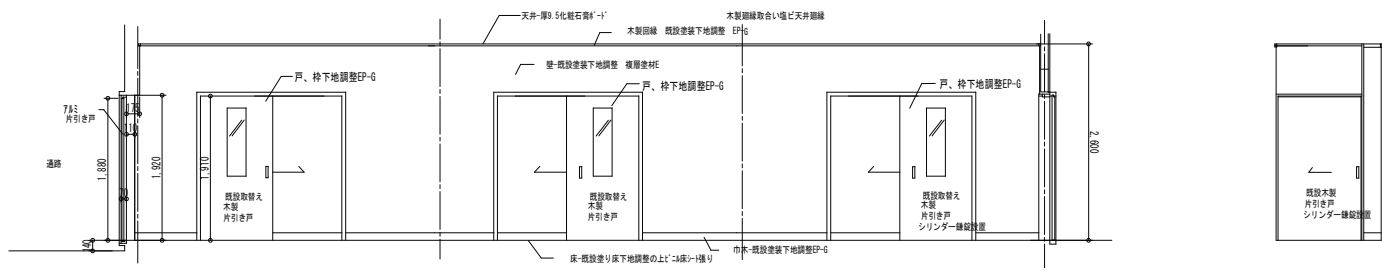 天井-厚9.5化粧石膏ボード
木製廻縁取合い塩ビ天井廻縁
木製回縁 既設塗装下地調整 EP-G
壁-既設塗装下地調整 複層塗材E
戸、枠下地調整EP-G
戸、枠下地調整EP-G
戸、枠下地調整EP-G
アルミ
片引き戸
175
110
通路
1,880
1,920
1,910
2,600
70
140
既設取替え
木製
片引き戸
既設取替え
木製
片引き戸
既設取替え
木製
片引き戸
シリンダー鎌錠設置
既設木製
片引き戸
シリンダー鎌錠設置
巾木-既設塗装下地調整EP-G
床-既設塗り床下地調整の上ビニル床シート張り